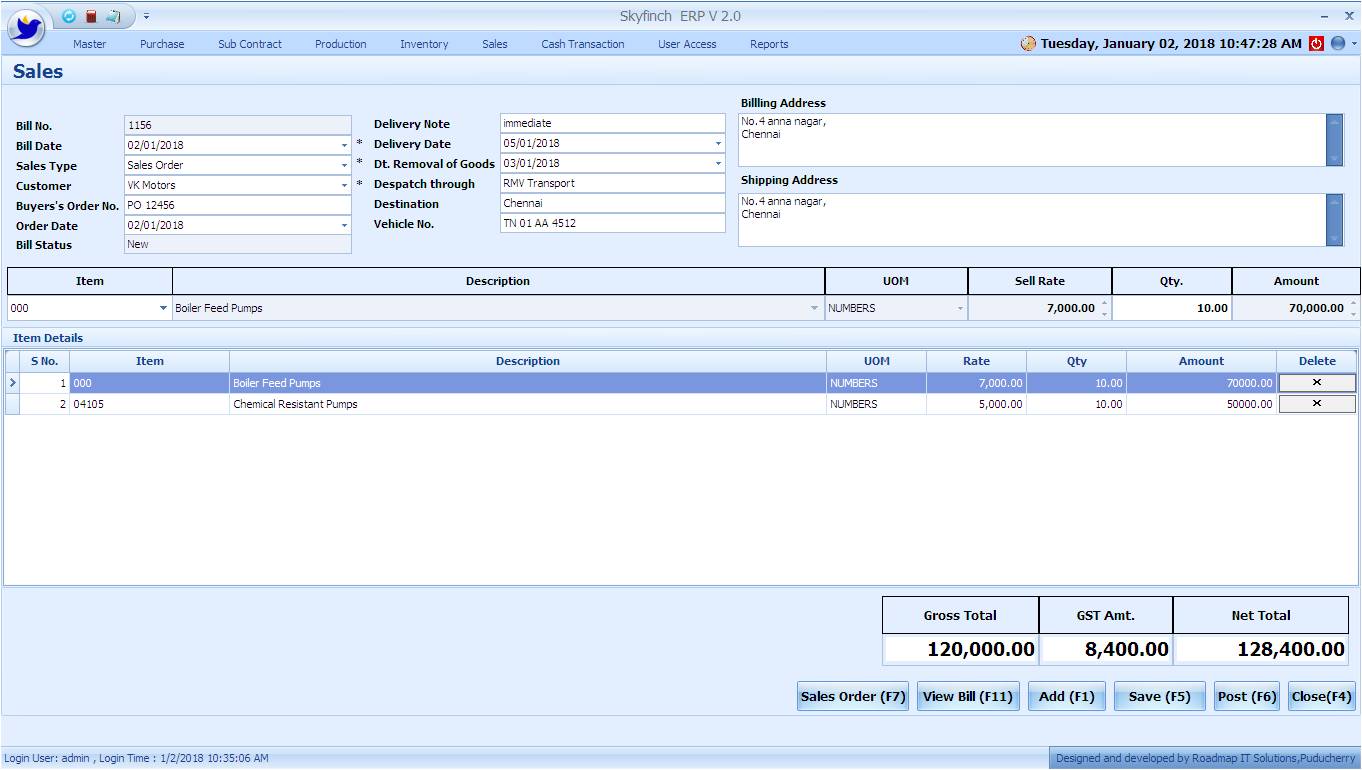 Skyfinch ERP V 2.0
Master Purchase Sub Contract Production Inventory Sales Cash Transaction User Access Reports Tuesday, January 02, 2018 10:47:28 AM
Sales
Bill No. 1156
Bill Date 02/01/2018 *
Sales Type Sales Order *
Customer VK Motors *
Buyers's Order No. PO 12456
Order Date 02/01/2018
Bill Status New
Delivery Note immediate
Delivery Date 05/01/2018
Dt. Removal of Goods 03/01/2018
Despatch through RMV Transport
Destination Chennai
Vehicle No. TN 01 AA 4512
Billling Address
No.4 anna nagar,
Chennai
Shipping Address
No.4 anna nagar,
Chennai
Item Description UOM Sell Rate Qty. Amount
000 Boiler Feed Pumps NUMBERS 7,000.00 10.00 70,000.00
Item Details
S No. Item Description UOM Rate Qty Amount Delete
1 000 Boiler Feed Pumps NUMBERS 7,000.00 10.00 70000.00 ×
2 04105 Chemical Resistant Pumps NUMBERS 5,000.00 10.00 50000.00 ×
Gross Total GST Amt. Net Total
120,000.00 8,400.00 128,400.00
Sales Order (F7) View Bill (F11) Add (F1) Save (F5) Post (F6) Close(F4)
Login User: admin , Login Time : 1/2/2018 10:35:06 AM Designed and developed by Roadmap IT Solutions,Puducherry